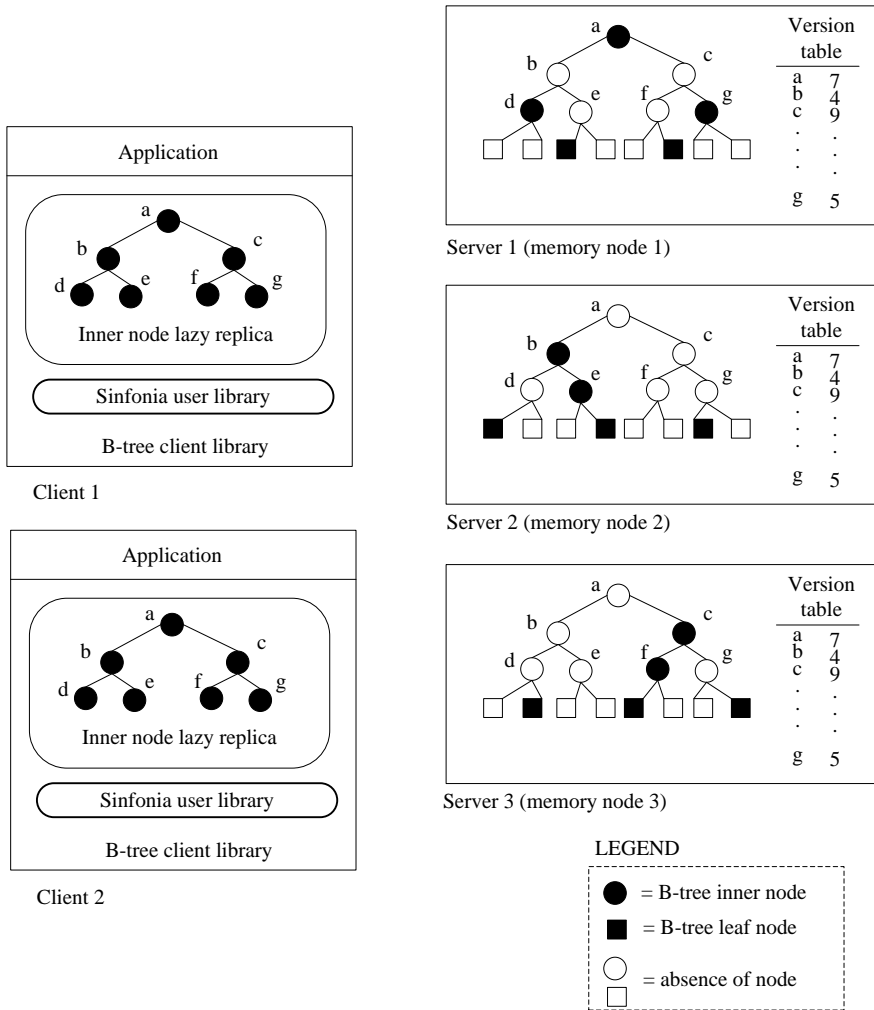 Application
a
b
c
d
e
f
g
Inner node lazy replica
Sinfonia user library
B-tree client library
Client 1
Application
a
b
c
d
e
f
g
Inner node lazy replica
Sinfonia user library
B-tree client library
Client 2
a
b
c
d
e
f
g
Version
table
a 7
b 4
c 9
. .
. .
. .
g 5
Server 1 (memory node 1)
a
b
c
d
e
f
g
Version
table
a 7
b 4
c 9
. .
. .
. .
g 5
Server 2 (memory node 2)
a
b
c
d
e
f
g
Version
table
a 7
b 4
c 9
. .
. .
. .
g 5
Server 3 (memory node 3)
LEGEND
= B-tree inner node
= B-tree leaf node
= absence of node